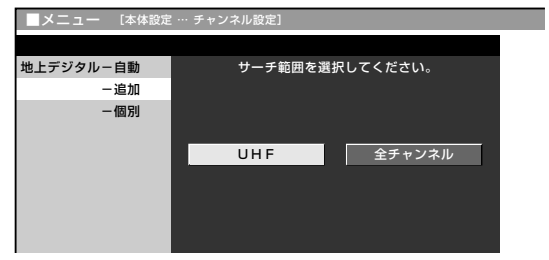 ■メニュー [本体設定 … チャンネル設定]
地上デジタル－自動
－追加
－個別
サーチ範囲を選択してください。
UHF 全チャンネル